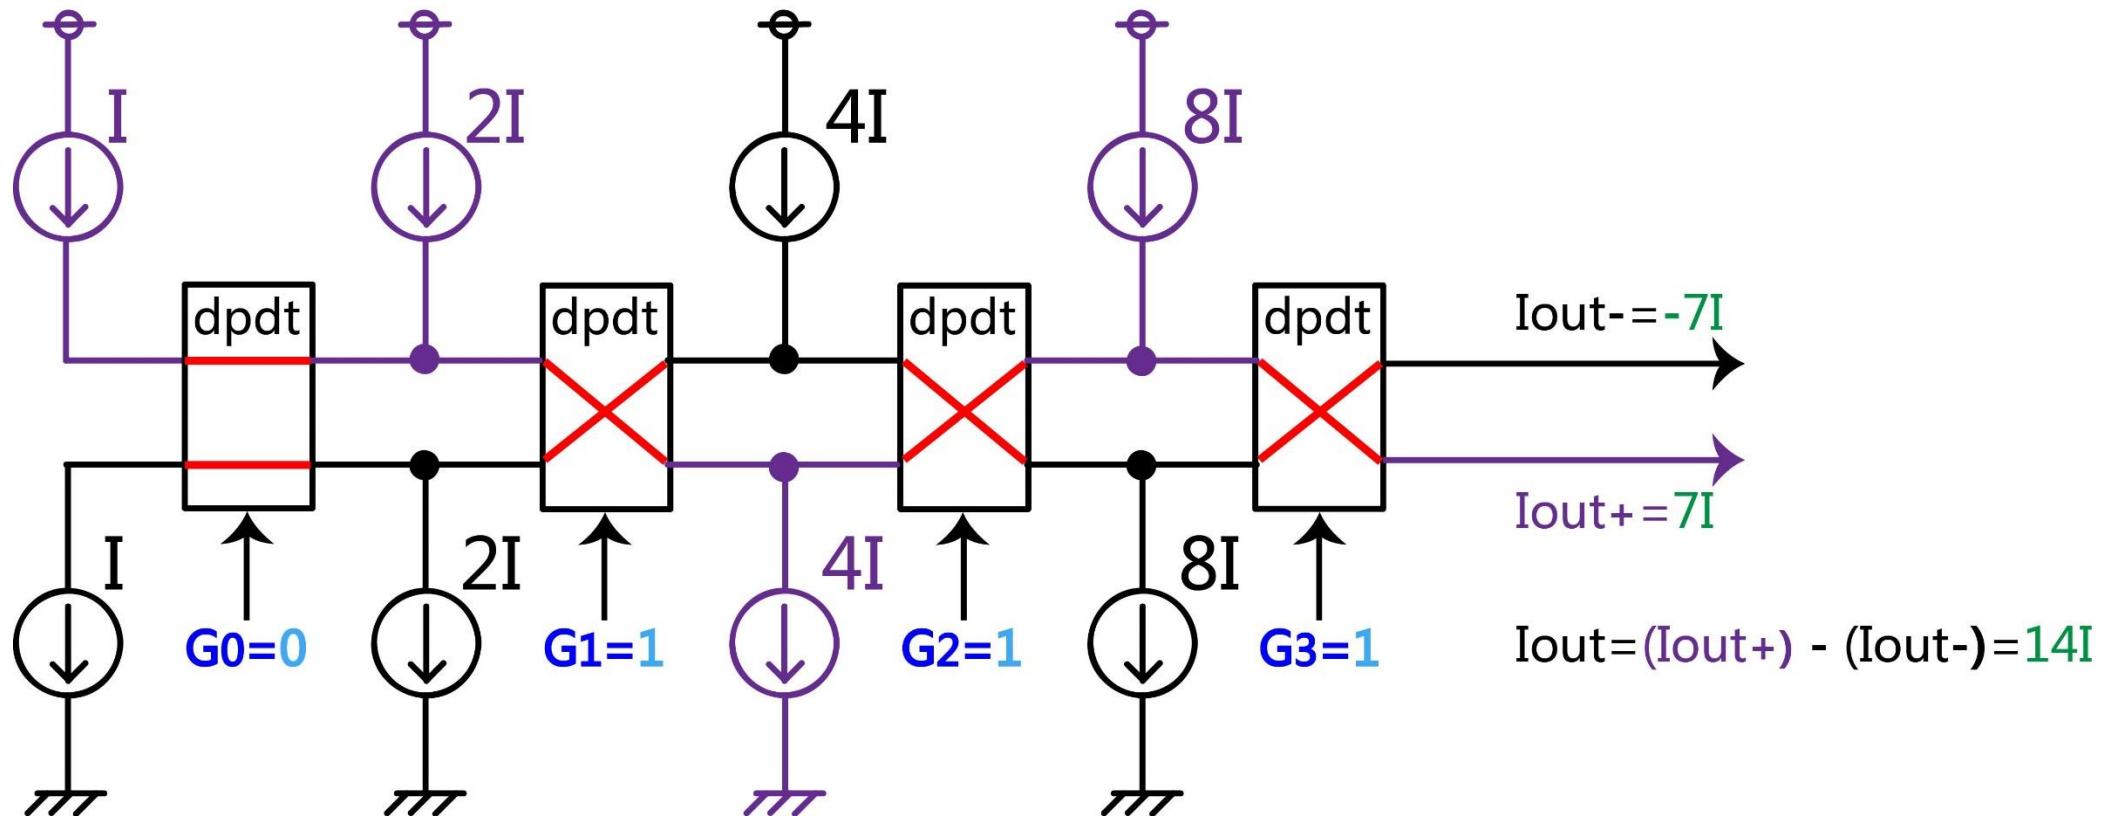 I
2I
4I
8I
dpdt
dpdt
dpdt
dpdt
Iout-=-7I
Iout+=7I
I
2I
4I
8I
G0=0
G1=1
G2=1
G3=1
Iout=(Iout+) - (Iout-)=14I